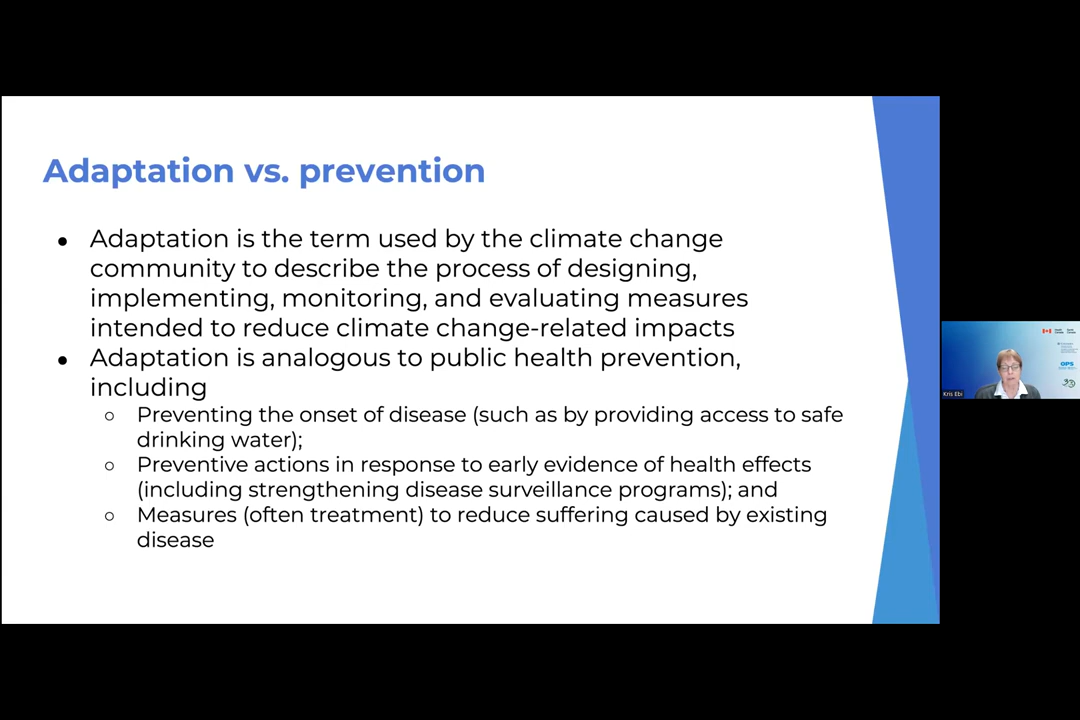 Adaptation vs. prevention
● Adaptation is the term used by the climate change
community to describe the process of designing,
implementing, monitoring, and evaluating measures
intended to reduce climate change-related impacts
● Adaptation is analogous to public health prevention,
including
○ Preventing the onset of disease (such as by providing access to safe
drinking water);
○ Preventive actions in response to early evidence of health effects
(including strengthening disease surveillance programs); and
○ Measures (often treatment) to reduce suffering caused by existing
disease
OPS
Kris Ebi